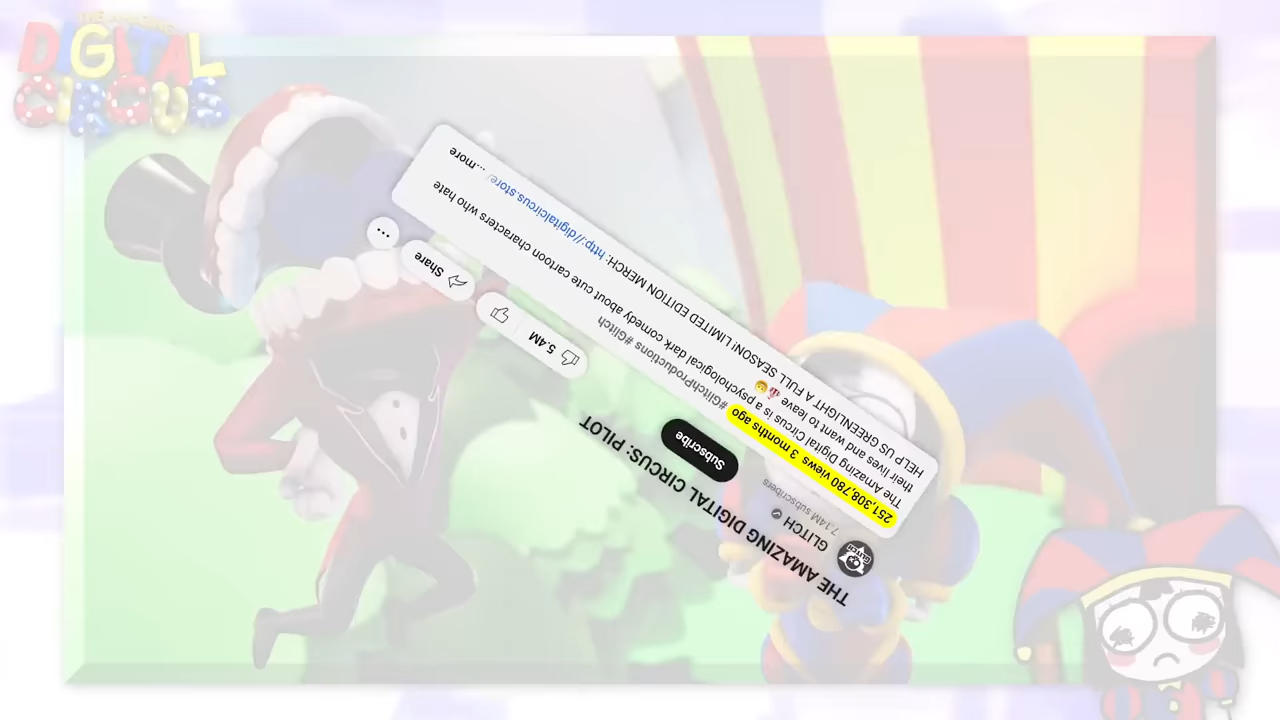 THE AMAZING
DIGITAL
CIRCUS
THE AMAZING DIGITAL CIRCUS: PILOT
GLITCH
7.14M subscribers
Subscribe
5.4M
Share
...
251,308,780 views 3 months ago #GlitchProductions #Glitch
The Amazing Digital Circus is a psychological dark comedy about cute cartoon characters who hate
their lives and want to leave 🎪🤡
HELP US GREENLIGHT A FULL SEASON! LIMITED EDITION MERCH: http://digitalcircus.store/ ...more
GLITCH